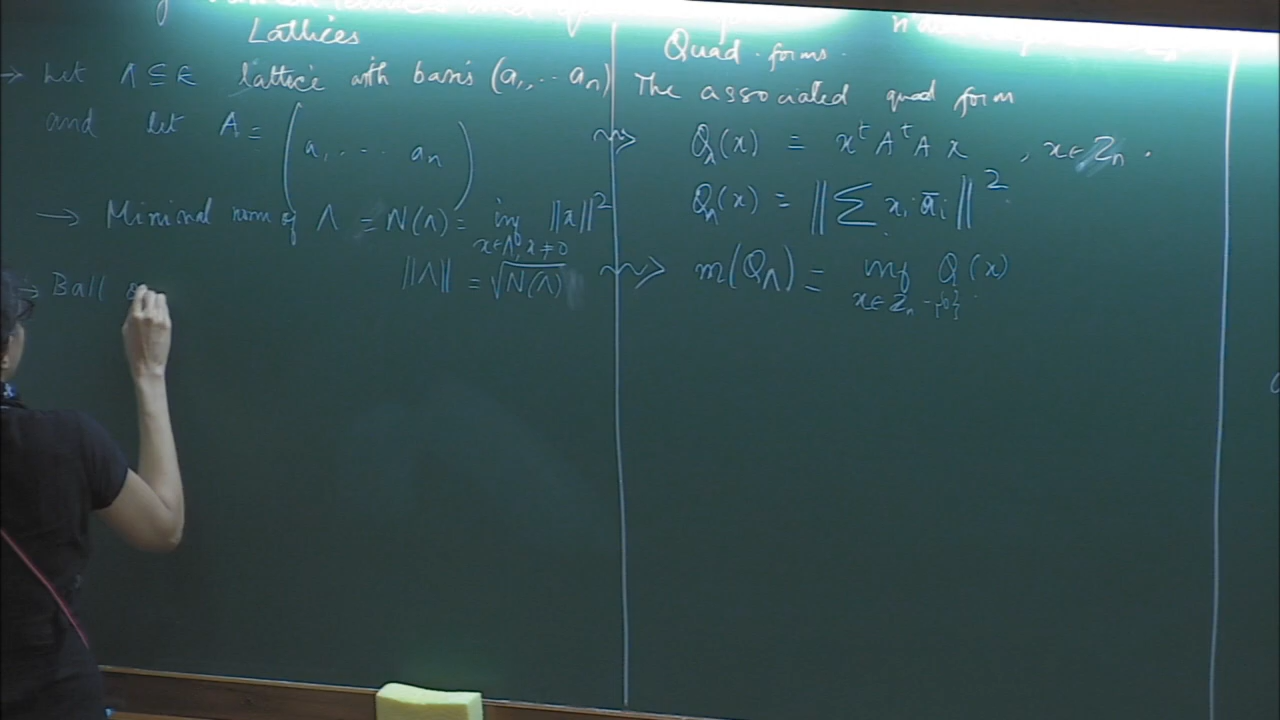 Lattices
→ Let Λ ⊆ E lattice with basis (a₁, ... aₙ)
and let A = (a₁ ... aₙ)
→ Minimal norm of Λ = N(Λ) = inf ||x||²
x∈Λ, x≠0
||Λ|| = √N(Λ)
→ Ball
Quad. forms.
The associated quad form
⇝ Q_Λ(x) = xᵗ Aᵗ A x , x ∈ Zₙ .
Q_Λ(x) = ||∑ xᵢ āᵢ||²
⇝ m(Q_Λ) = inf Q(x)
x ∈ Zₙ - {0}